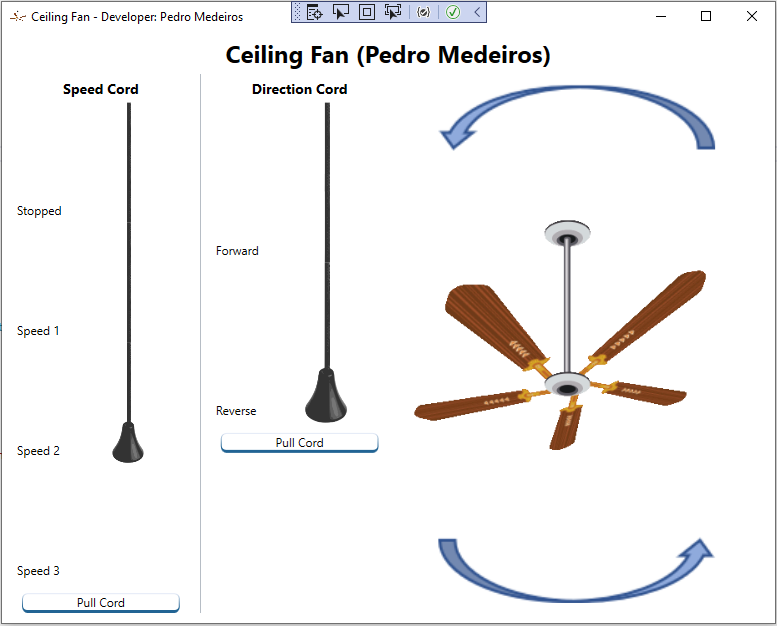 Ceiling Fan - Developer: Pedro Medeiros
Ceiling Fan (Pedro Medeiros)
Speed Cord
Direction Cord
Stopped
Forward
Speed 1
Reverse
Pull Cord
Speed 2
Speed 3
Pull Cord